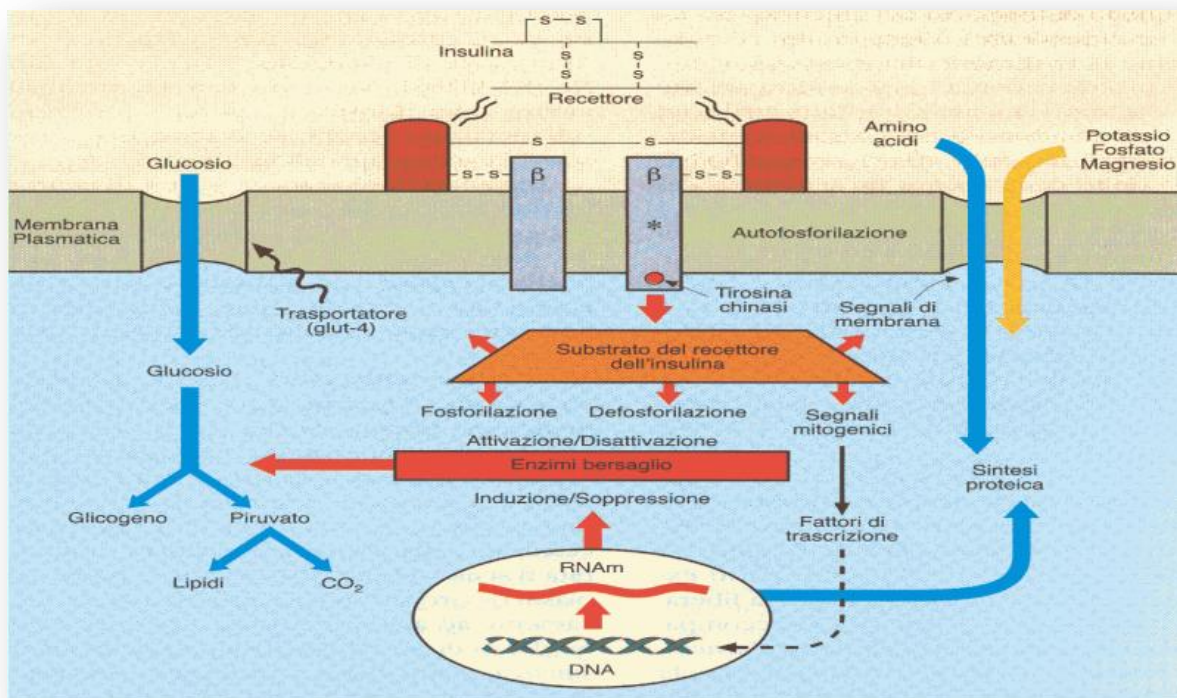 s s
Insulina
s s
s s
Recettore
s
s-s
s-s
Glucosio
Amino
acidi
Potassio
Fosfato
Magnesio
β
β
*
Membrana
Plasmatica
Autofosforilazione
Trasportatore
(glut-4)
Tirosina
chinasi
Segnali di
membrana
Substrato del recettore
dell'insulina
Glucosio
Fosforilazione
Defosforilazione
Segnali
mitogenici
Attivazione/Disattivazione
Enzimi bersaglio
Induzione/Soppressione
Sintesi
proteica
Glicogeno
Piruvato
Fattori di
trascrizione
Lipidi
CO₂
RNAm
DNA